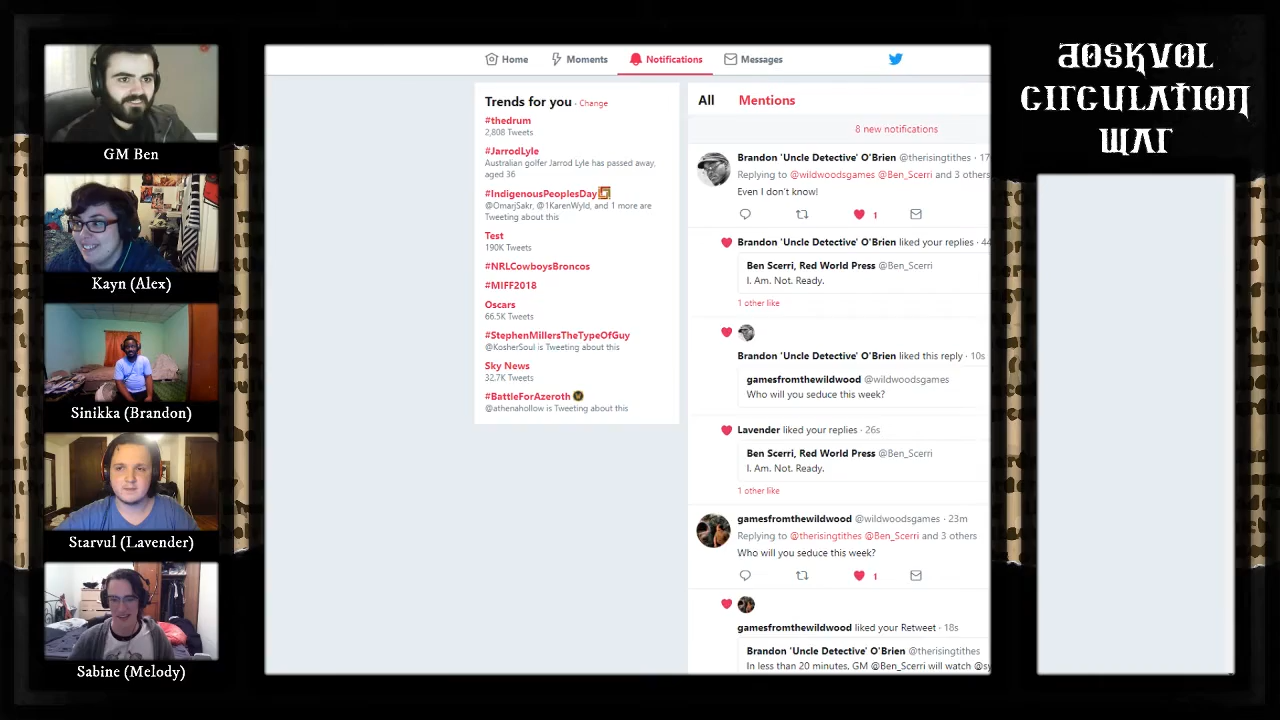 GM Ben
Kayn (Alex)
Sinikka (Brandon)
Starvul (Lavender)
Sabine (Melody)
Home
Moments
Notifications
Messages
Trends for you · Change
#thedrum
2,808 Tweets
#JarrodLyle
Australian golfer Jarrod Lyle has passed away,
aged 36
#IndigenousPeoplesDay
@OmarjSakr, @1KarenWyld, and 1 more are
Tweeting about this
Test
190K Tweets
#NRLCowboysBroncos
#MIFF2018
Oscars
66.5K Tweets
#StephenMillersTheTypeOfGuy
@KosherSoul is Tweeting about this
Sky News
32.7K Tweets
#BattleForAzeroth
@athenahollow is Tweeting about this
All
Mentions
8 new notifications
Brandon 'Uncle Detective' O'Brien @therisingtithes · 17
Replying to @wildwoodsgames @Ben_Scerri and 3 others
Even I don't know!
1
Brandon 'Uncle Detective' O'Brien liked your replies · 44
Ben Scerri, Red World Press @Ben_Scerri
I. Am. Not. Ready.
1 other like
Brandon 'Uncle Detective' O'Brien liked this reply · 10s
gamesfromthewildwood @wildwoodsgames
Who will you seduce this week?
Lavender liked your replies · 26s
Ben Scerri, Red World Press @Ben_Scerri
I. Am. Not. Ready.
1 other like
gamesfromthewildwood @wildwoodsgames · 23m
Replying to @therisingtithes @Ben_Scerri and 3 others
Who will you seduce this week?
1
gamesfromthewildwood liked your Retweet · 18s
Brandon 'Uncle Detective' O'Brien @therisingtithes
In less than 20 minutes, GM @Ben_Scerri will watch
CIRCULATION
WAR